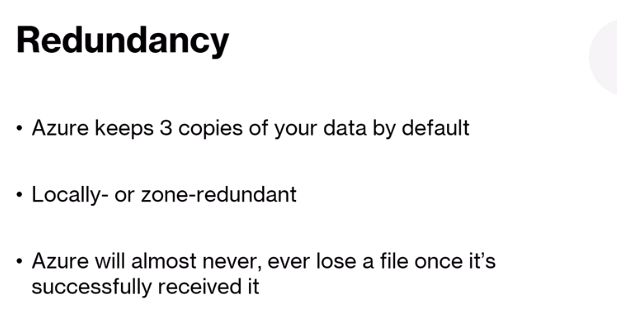 Redundancy
• Azure keeps 3 copies of your data by default
• Locally- or zone-redundant
• Azure will almost never, ever lose a file once it's
successfully received it